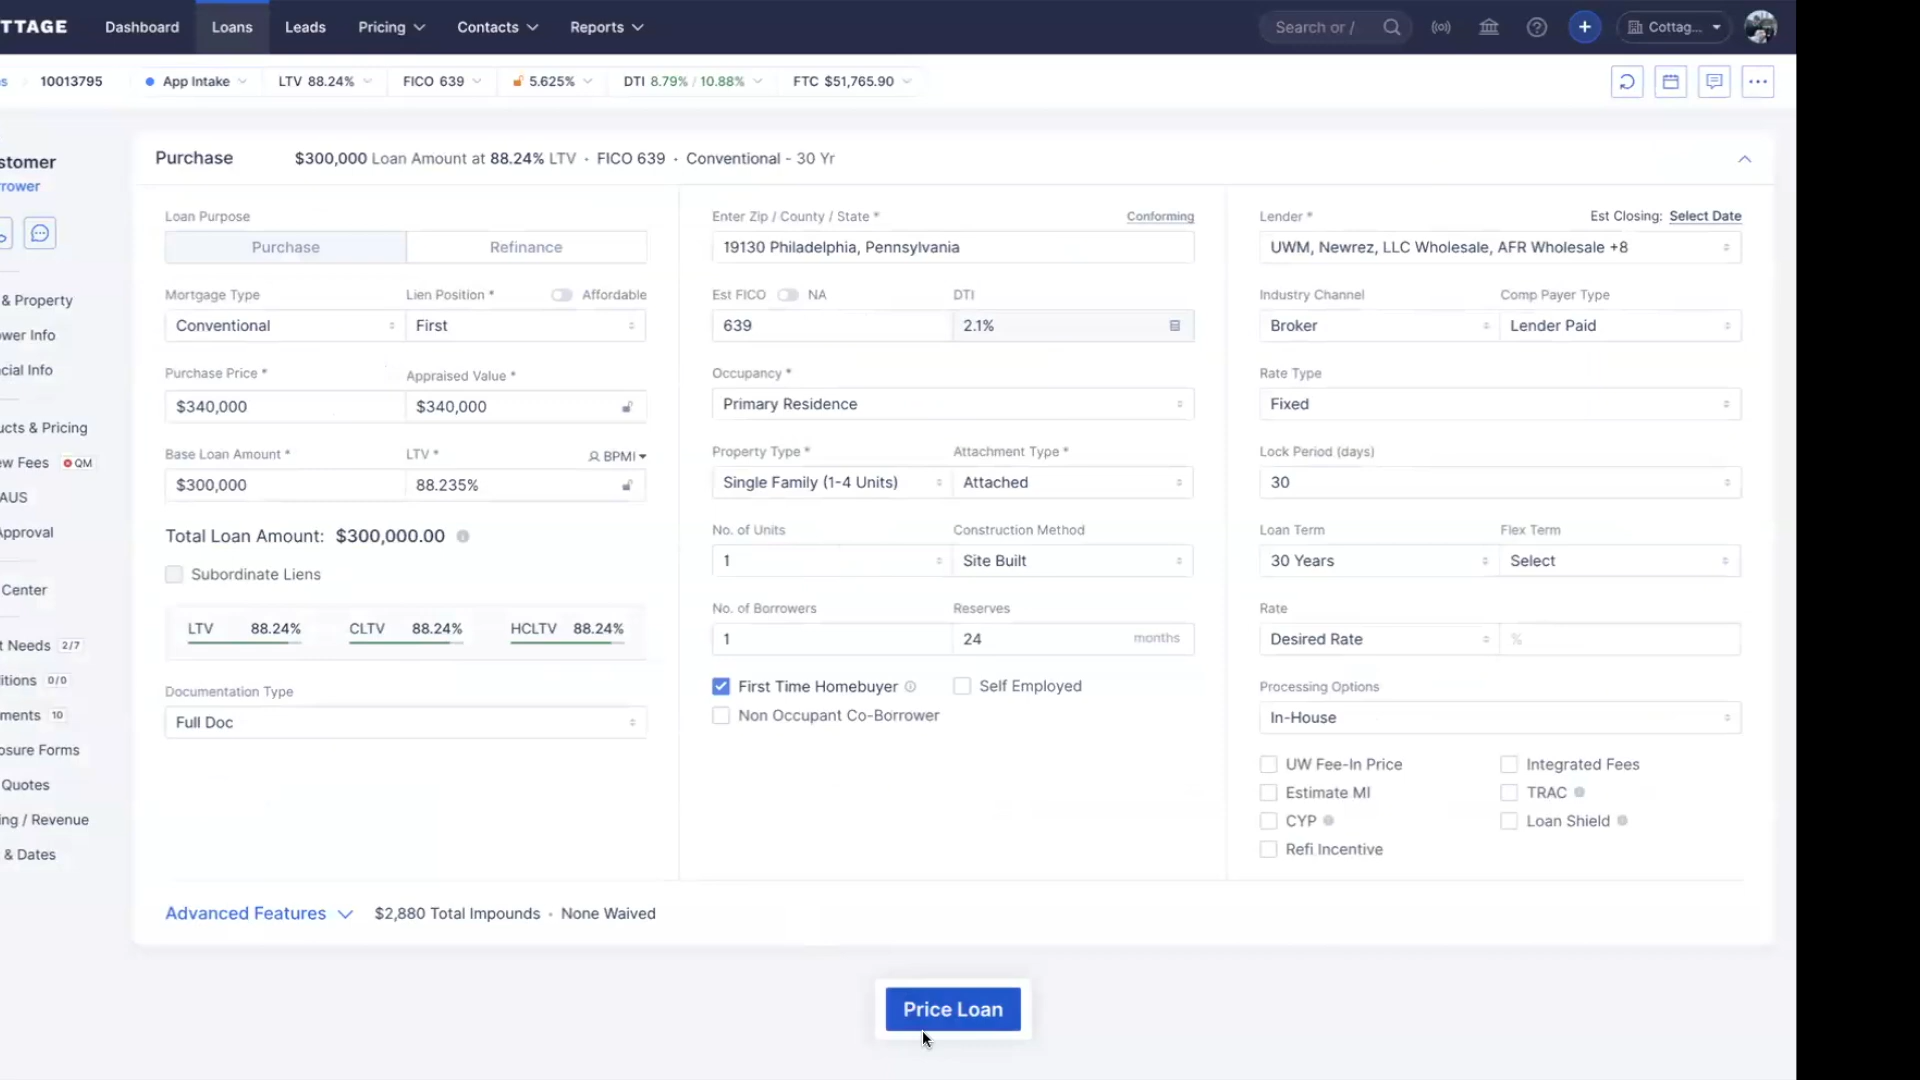 TTAGE Dashboard Loans Leads Pricing Contacts Reports Search or / Cottag...
s 10013795 App Intake LTV 88.24% FICO 639 5.625% DTI 8.79% / 10.88% FTC $51,765.90
stomer
rrower
& Property
wer Info
cial Info
ucts & Pricing
ew Fees QM
AUS
Approval
Center
t Needs 2/7
itions 0/0
ments 10
osure Forms
Quotes
ing / Revenue
& Dates
Purchase $300,000 Loan Amount at 88.24% LTV · FICO 639 · Conventional - 30 Yr
Loan Purpose
Purchase Refinance
Mortgage Type Lien Position * Affordable
Conventional First
Purchase Price * Appraised Value *
$340,000 $340,000
Base Loan Amount * LTV * BPMI
$300,000 88.235%
Total Loan Amount: $300,000.00
Subordinate Liens
LTV 88.24% CLTV 88.24% HCLTV 88.24%
Documentation Type
Full Doc
Enter Zip / County / State * Conforming
19130 Philadelphia, Pennsylvania
Est FICO NA DTI
639 2.1%
Occupancy *
Primary Residence
Property Type * Attachment Type *
Single Family (1-4 Units) Attached
No. of Units Construction Method
1 Site Built
No. of Borrowers Reserves
1 24 months
First Time Homebuyer Self Employed
Non Occupant Co-Borrower
Lender * Est Closing: Select Date
UWM, Newrez, LLC Wholesale, AFR Wholesale +8
Industry Channel Comp Payer Type
Broker Lender Paid
Rate Type
Fixed
Lock Period (days)
30
Loan Term Flex Term
30 Years Select
Rate
Desired Rate %
Processing Options
In-House
UW Fee-In Price Integrated Fees
Estimate MI TRAC
CYP Loan Shield
Refi Incentive
Advanced Features $2,880 Total Impounds · None Waived
Price Loan